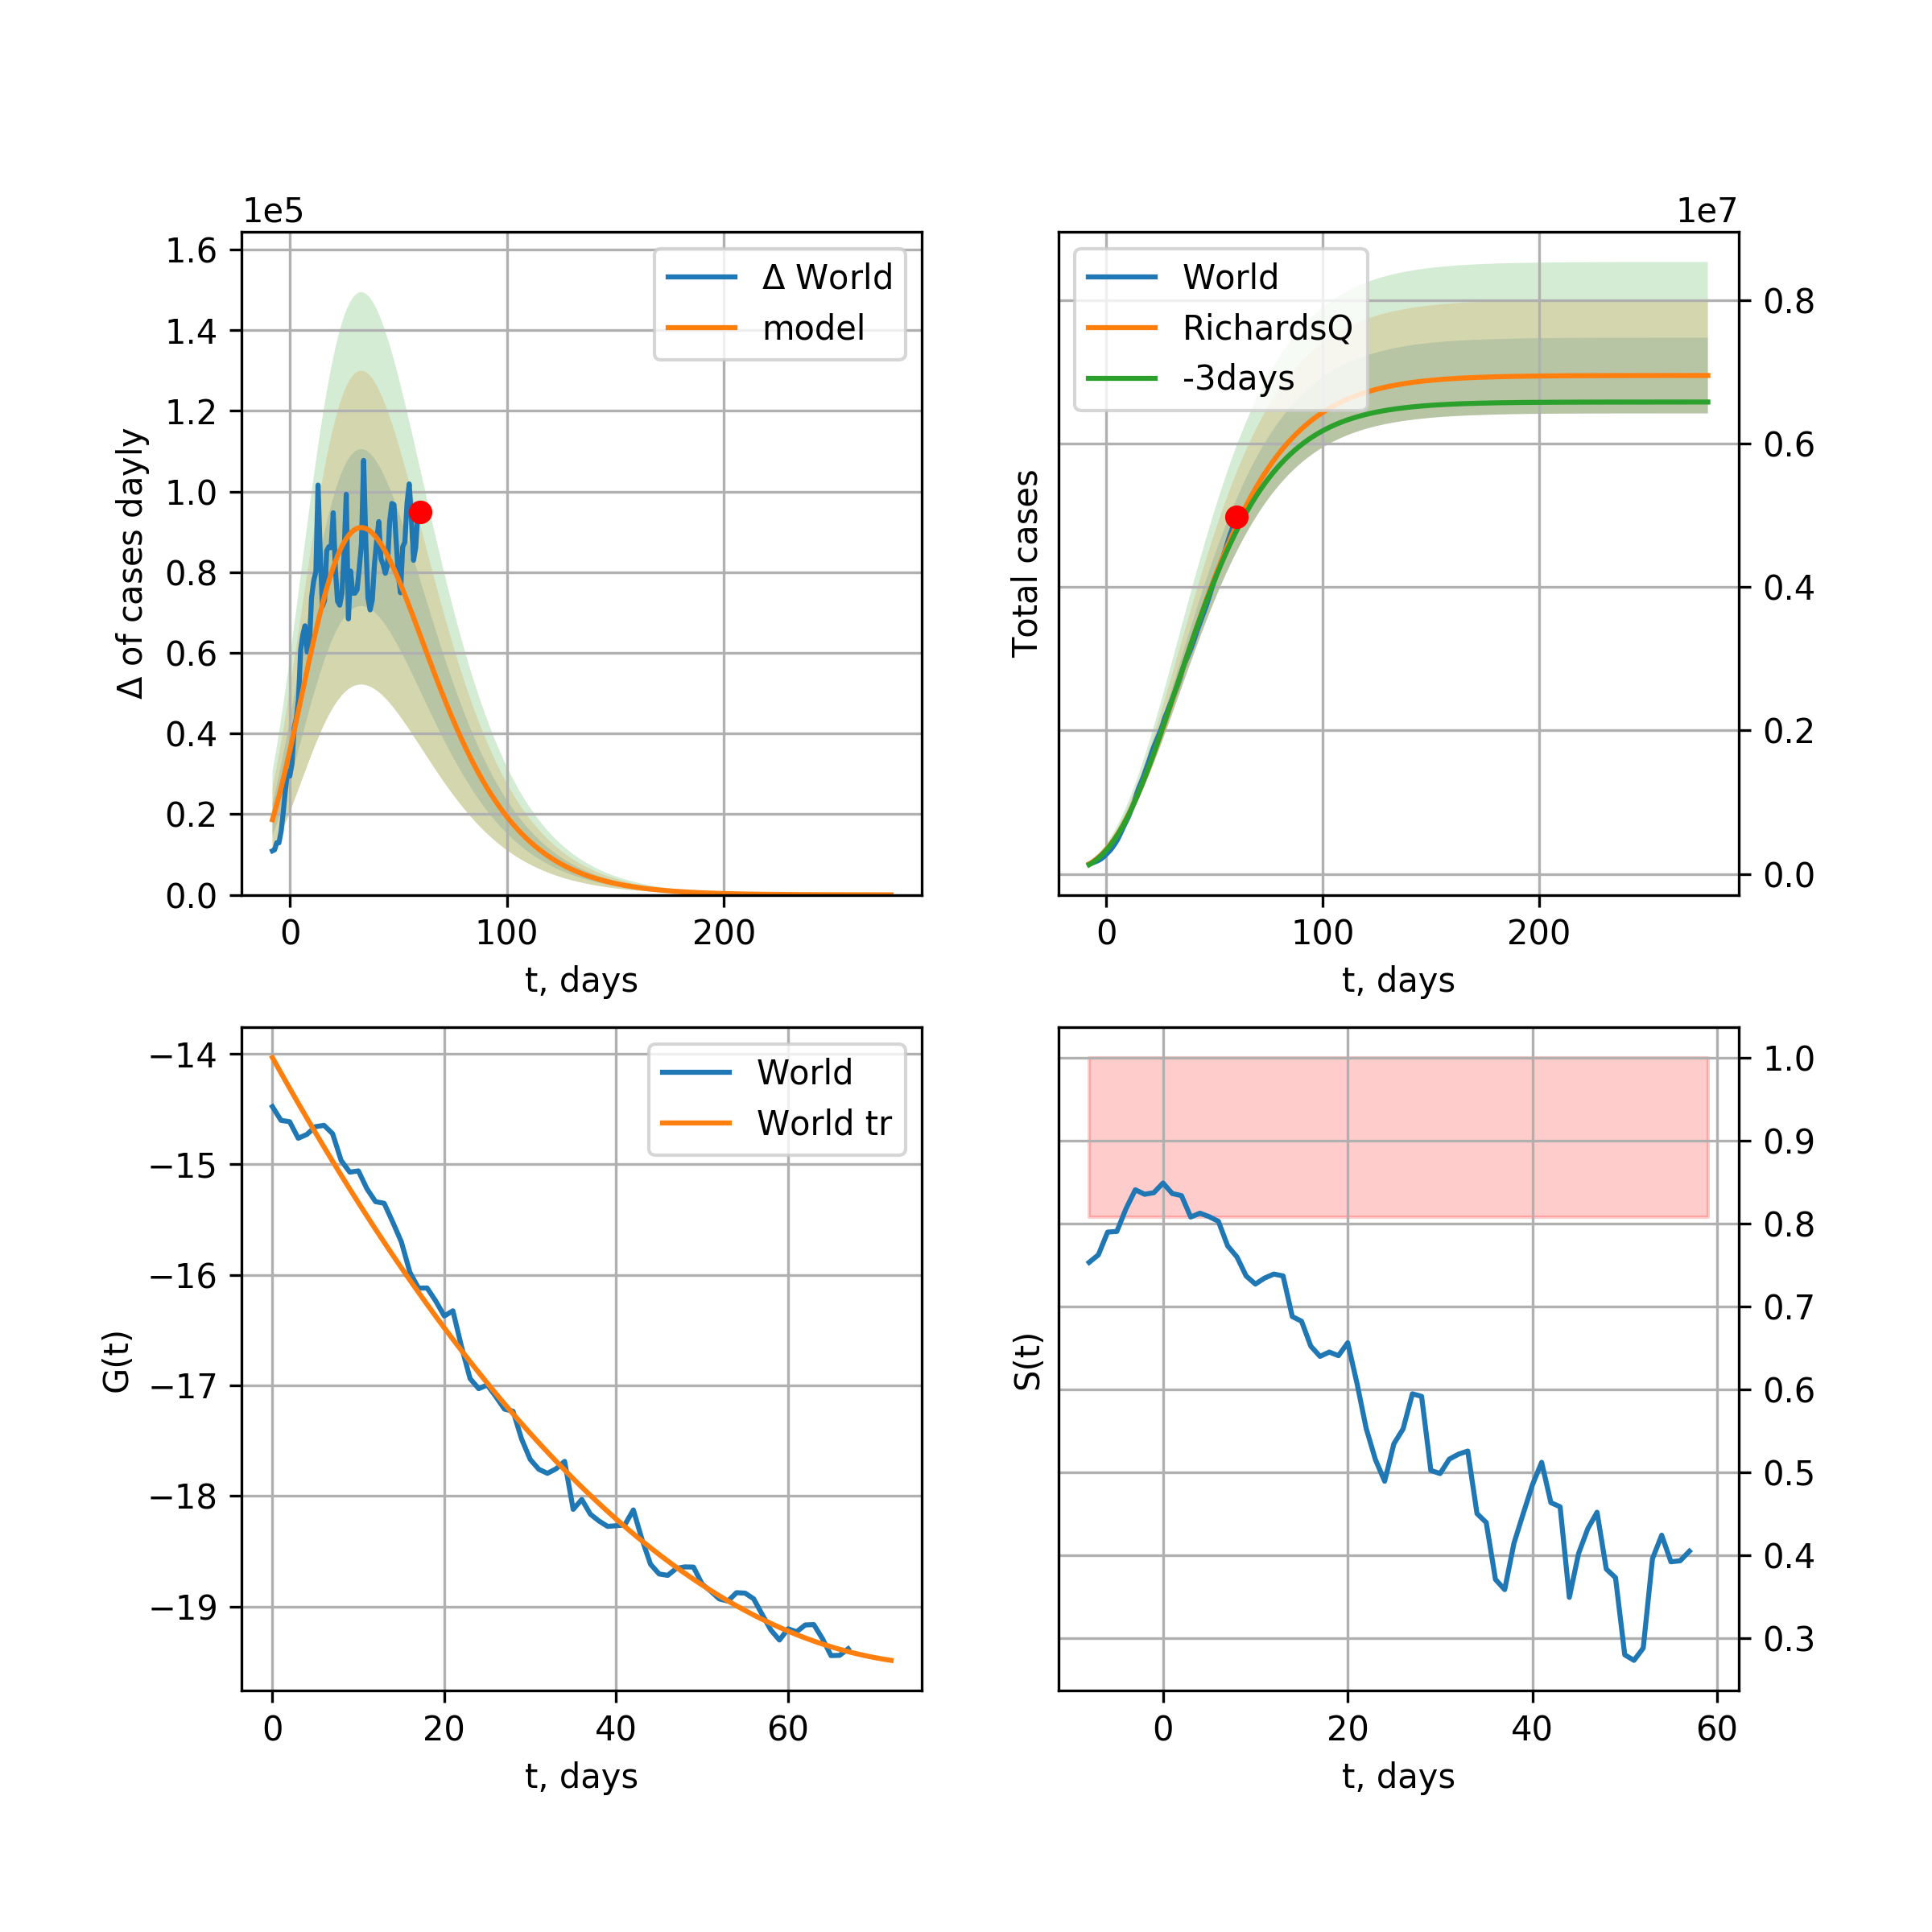 1e5
1.6
1.4
1.2
1.0
0.8
0.6
0.4
0.2
0.0
Δ of cases dayly
Δ World
model
0
100
200
t, days
1e7
World
RichardsQ
-3days
Total cases
0.8
0.6
0.4
0.2
0.0
0
100
200
t, days
−14
−15
−16
−17
−18
−19
G(t)
World
World tr
0
20
40
60
t, days
S(t)
1.0
0.9
0.8
0.7
0.6
0.5
0.4
0.3
0
20
40
60
t, days